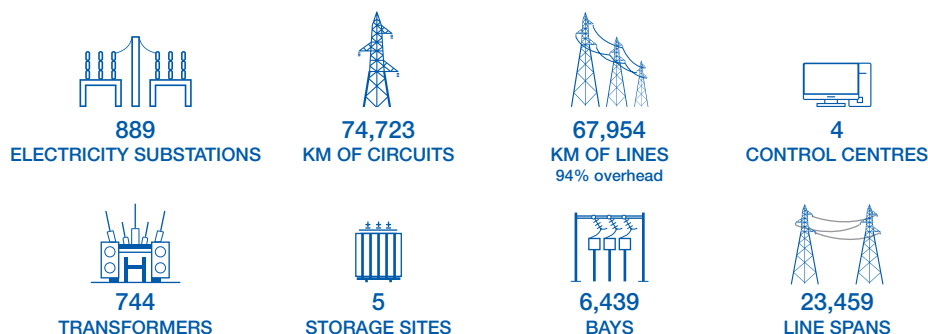 889
ELECTRICITY SUBSTATIONS
74,723
KM OF CIRCUITS
67,954
KM OF LINES
94% overhead
4
CONTROL CENTRES
744
TRANSFORMERS
5
STORAGE SITES
6,439
BAYS
23,459
LINE SPANS